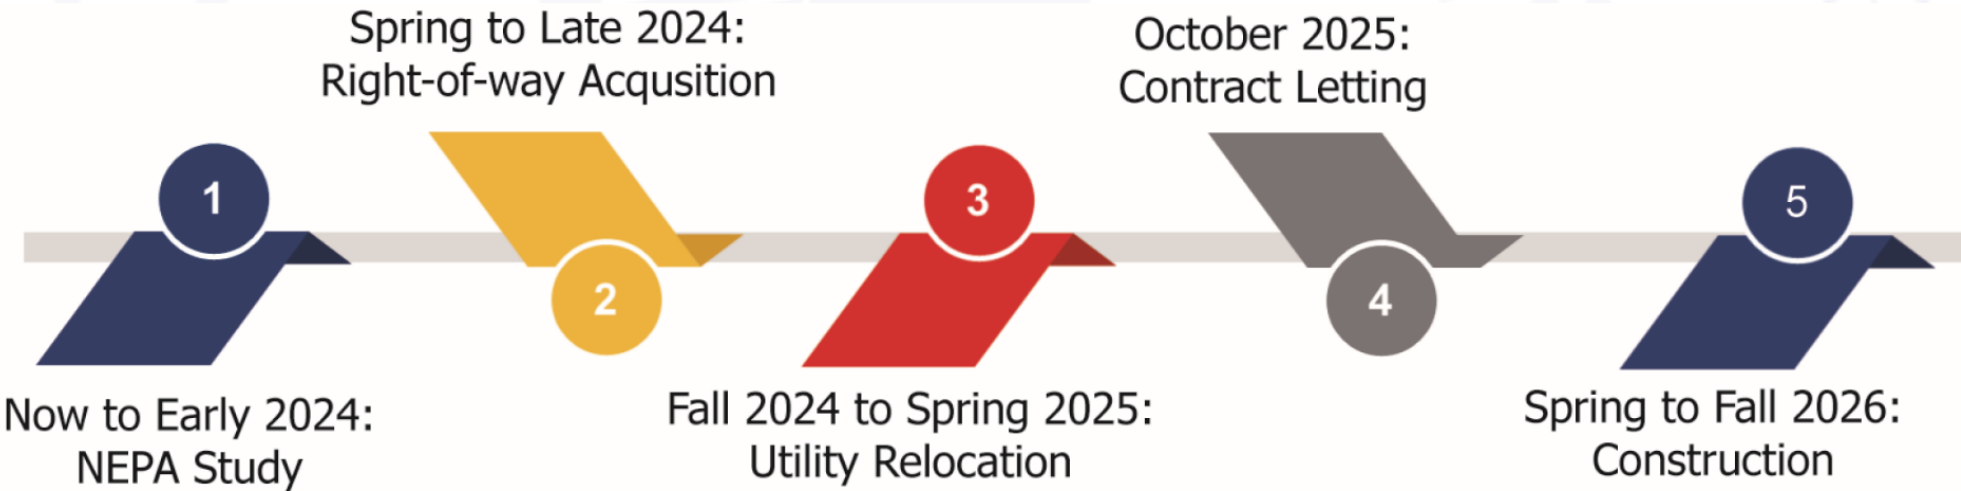 1
Now to Early 2024:
NEPA Study
Spring to Late 2024:
Right-of-way Acqusition
2
3
Fall 2024 to Spring 2025:
Utility Relocation
October 2025:
Contract Letting
4
5
Spring to Fall 2026:
Construction